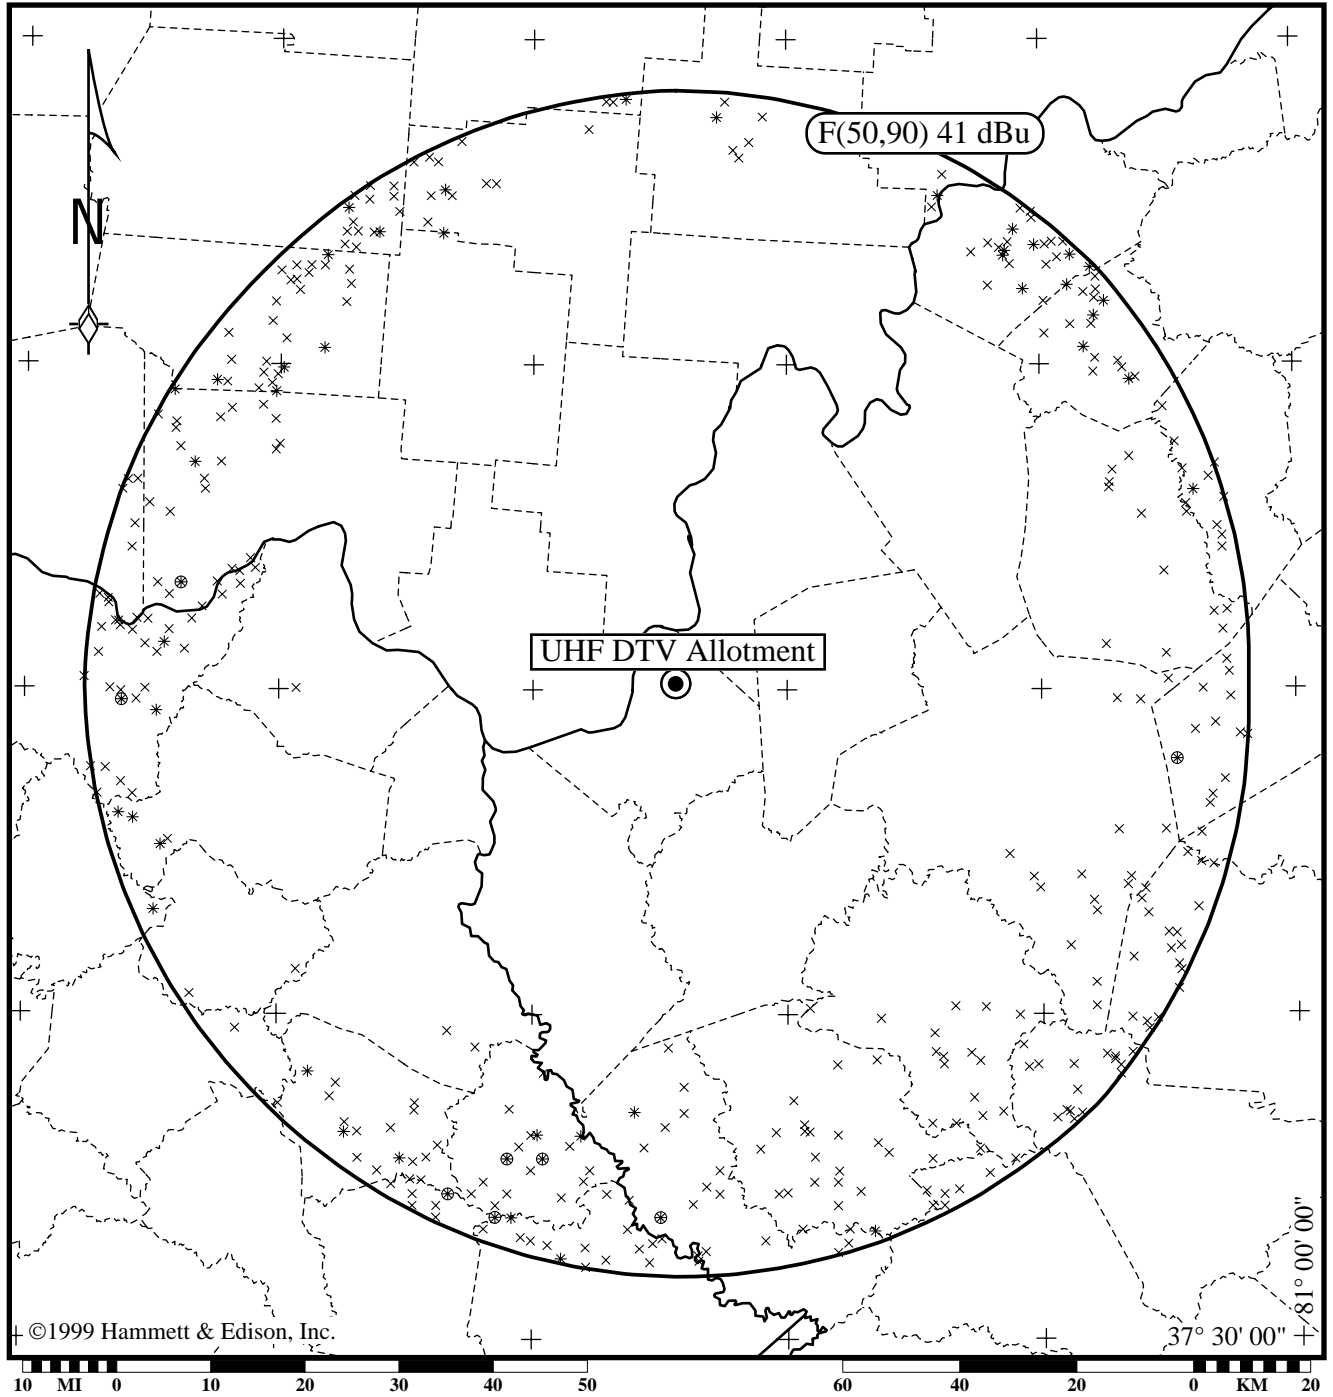 F(50,90) 41 dBu
N
UHF DTV Allotment
81° 00' 00"
©1999 Hammett & Edison, Inc.
37° 30' 00"
10 MI 0 10 20 30 40 50 60 40 20 0 KM 20